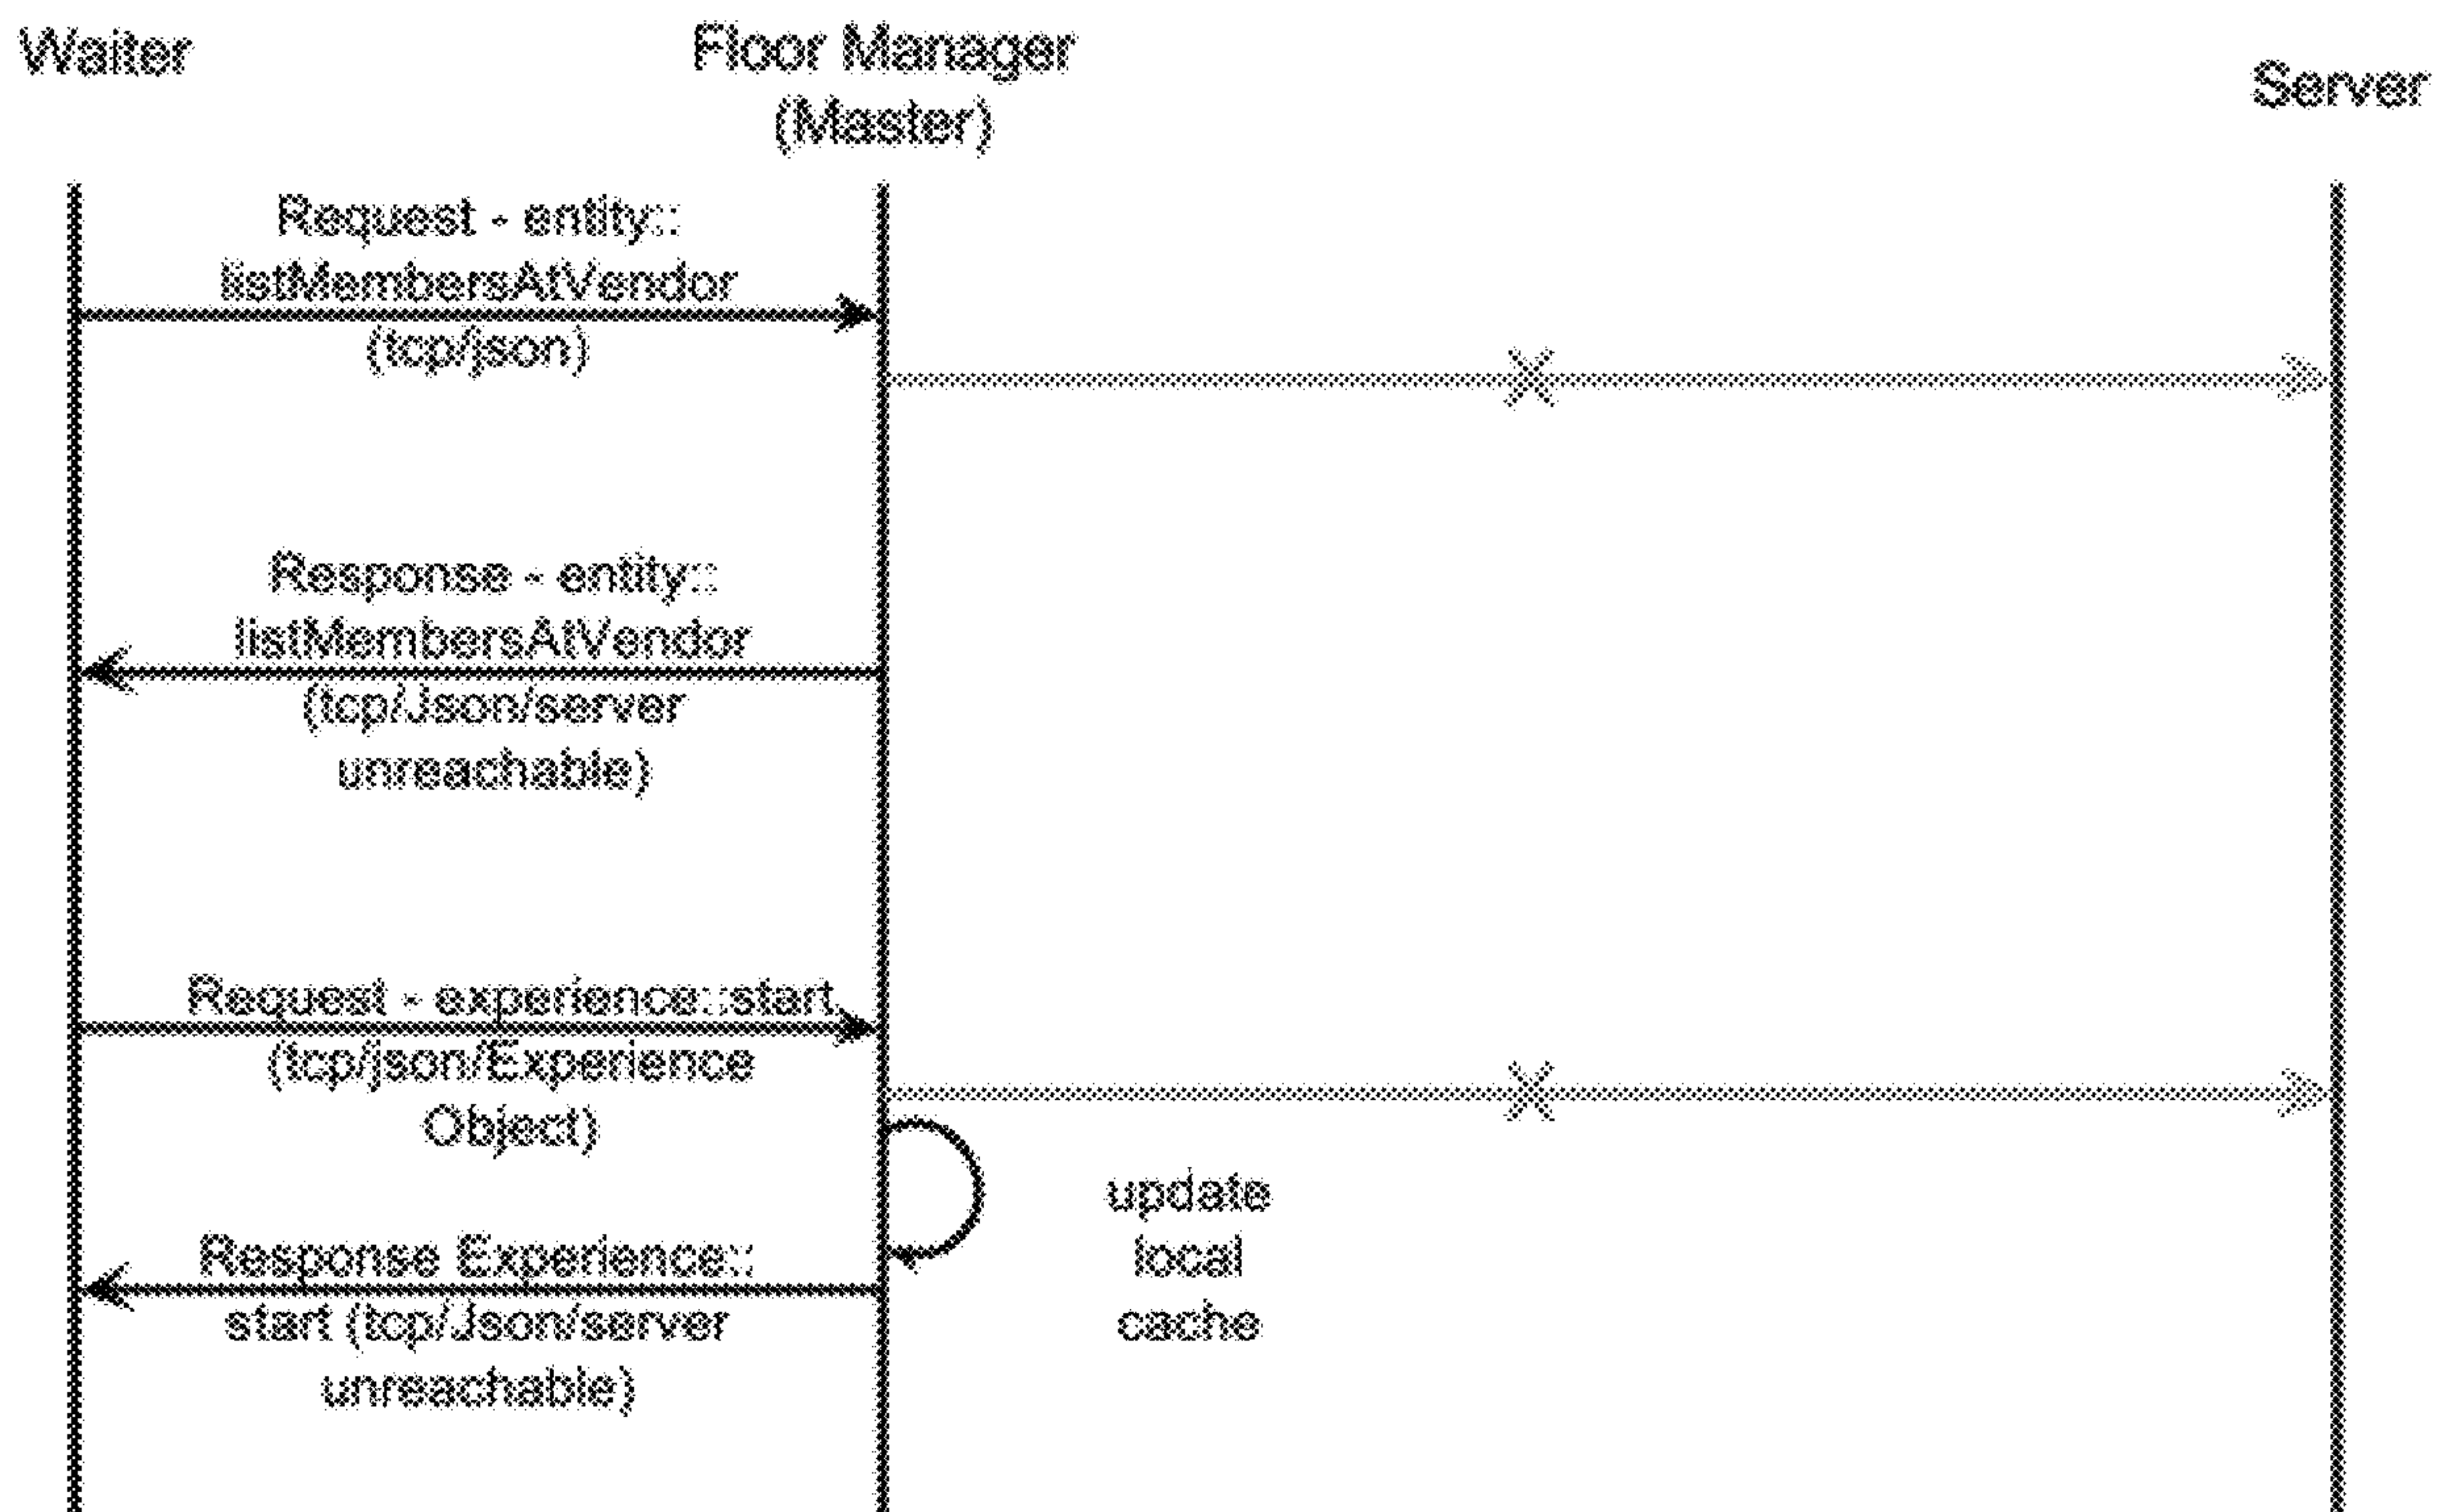 Waiter
Floor Manager
(Master)
Server
Request - entity::
listMembersAtVendor
(tcp/json)
Response - entity::
listMembersAtVendor
(tcp/Json/server
unreachable)
Request - experience::start
(tcp/json/Experience
Object)
update
local
cache
Response Experience::
start (tcp/Json/server
unreachable)